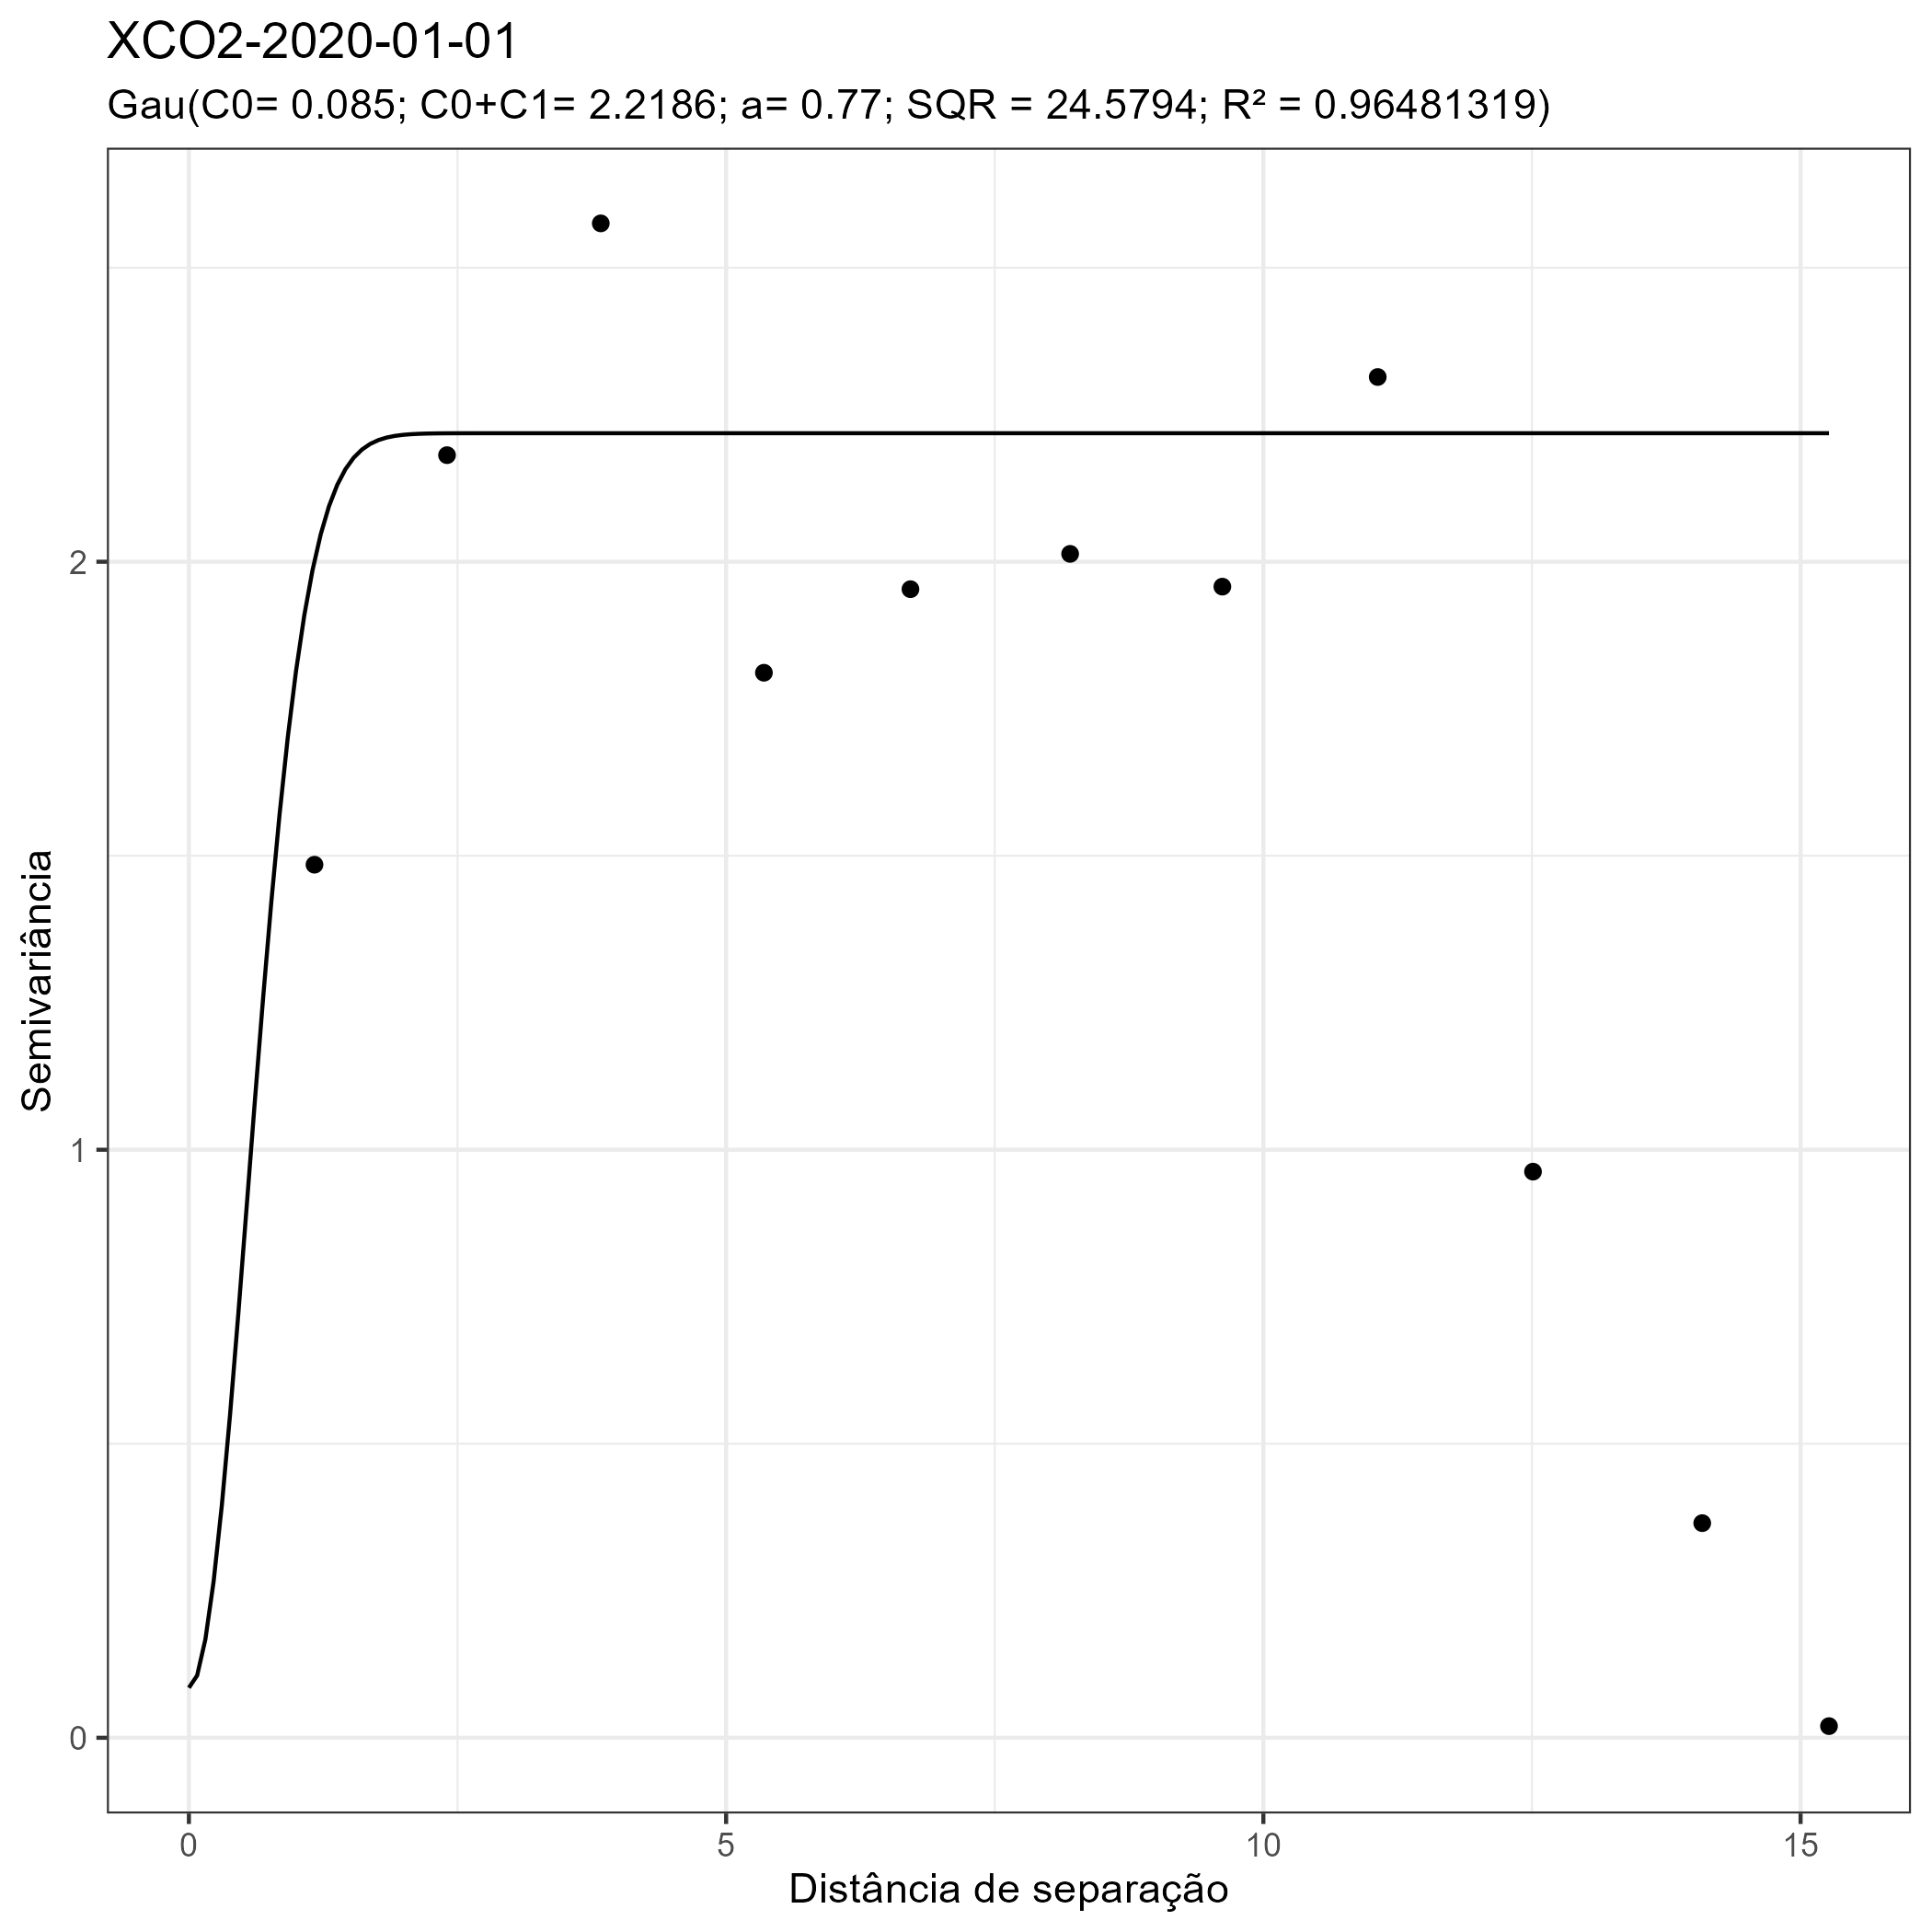 XCO2-2020-01-01
Gau(C0= 0.085; C0+C1= 2.2186; a= 0.77; SQR = 24.5794; R² = 0.96481319)
Semivariância
2
1
0
0 5 10 15
Distância de separação